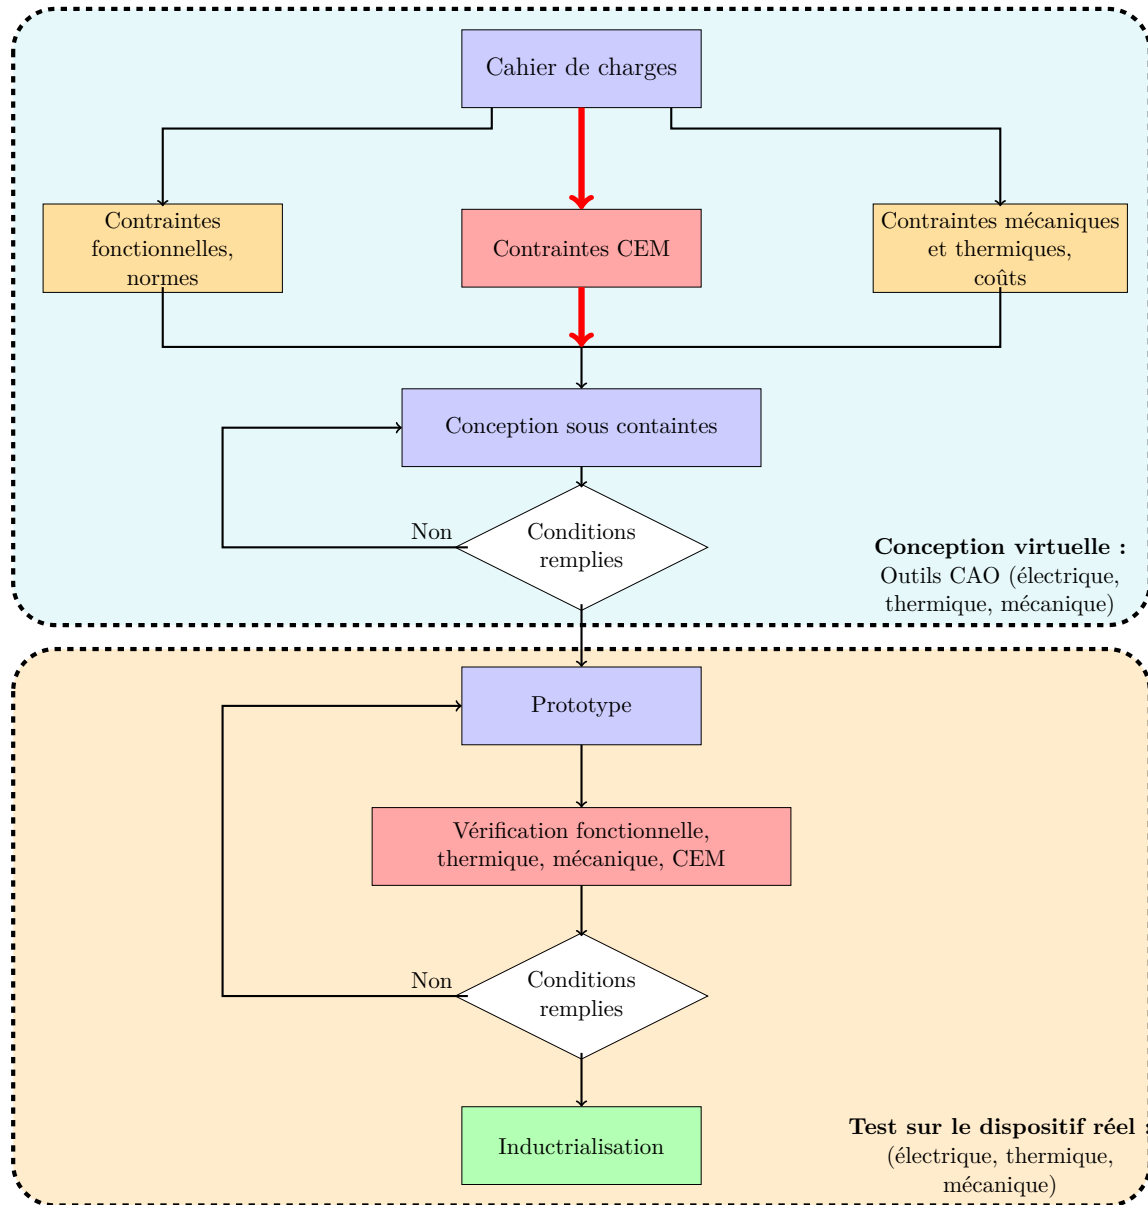 Cahier de charges
Contraintes
fonctionnelles,
normes
Contraintes CEM
Contraintes mécaniques
et thermiques,
coûts
Conception sous containtes
Non
Conditions
remplies
Conception virtuelle :
Outils CAO (électrique,
thermique, mécanique)
Prototype
Vérification fonctionnelle,
thermique, mécanique, CEM
Non
Conditions
remplies
Inductrialisation
Test sur le dispositif réel :
(électrique, thermique,
mécanique)